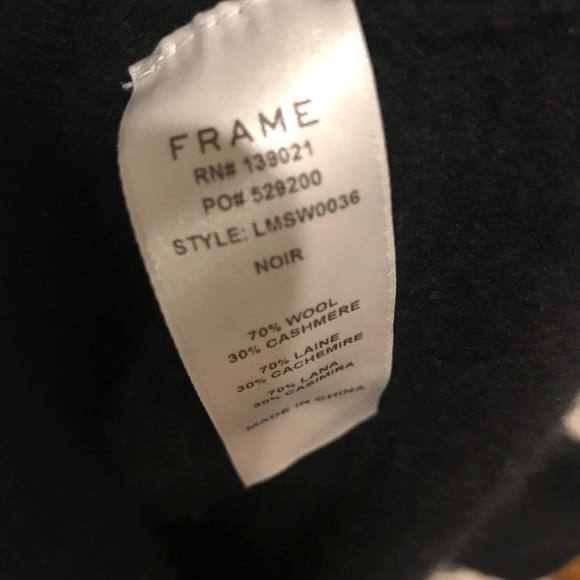 FRAME
RN# 139021
PO# 529200
STYLE: LMSW0036
NOIR
70% WOOL
30% CASHMERE
70% LAINE
30% CACHEMIRE
70% LANA
30% CASIMIRA
MADE IN CHINA